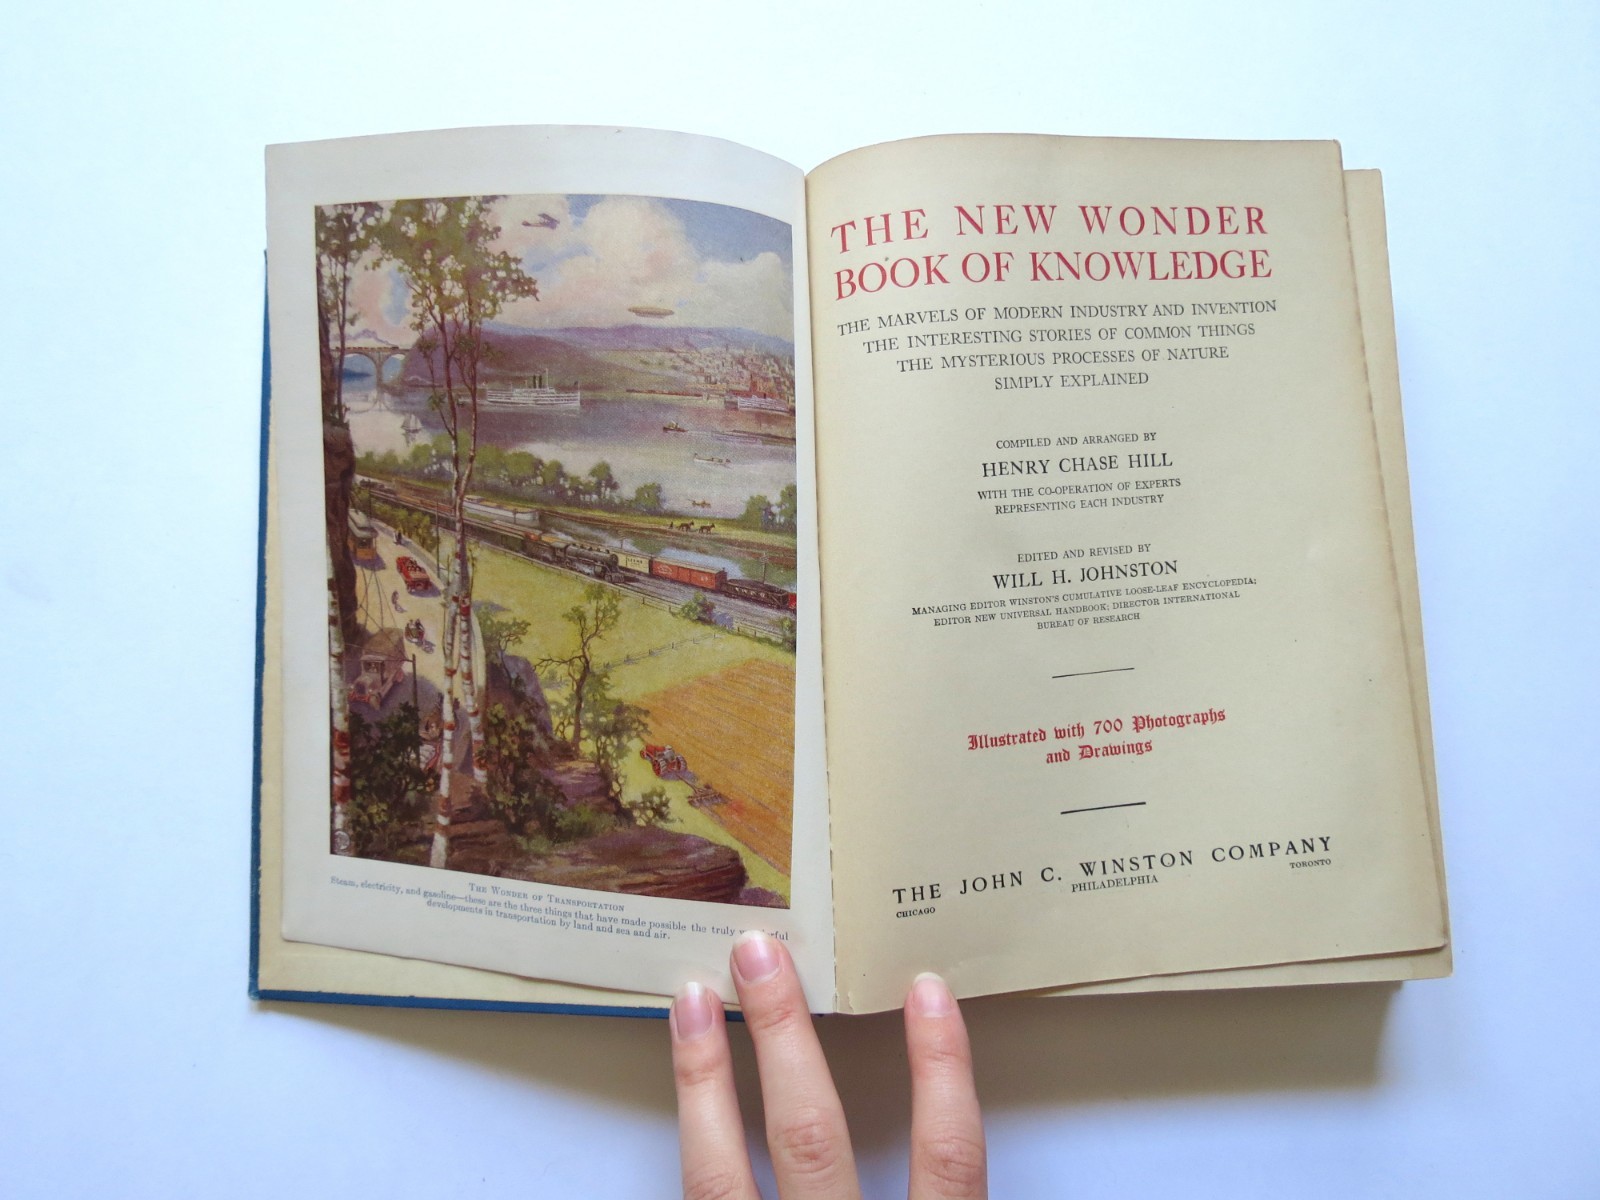 THE WONDER OF TRANSPORTATION
Steam, electricity, and gasoline—these are the three things that have made possible the truly
developments in transportation by land and sea and air.
THE NEW WONDER
BOOK OF KNOWLEDGE
THE MARVELS OF MODERN INDUSTRY AND INVENTION
THE INTERESTING STORIES OF COMMON THINGS
THE MYSTERIOUS PROCESSES OF NATURE
SIMPLY EXPLAINED
COMPILED AND ARRANGED BY
HENRY CHASE HILL
WITH THE CO-OPERATION OF EXPERTS
REPRESENTING EACH INDUSTRY
EDITED AND REVISED BY
WILL H. JOHNSTON
MANAGING EDITOR WINSTON'S CUMULATIVE LOOSE-LEAF ENCYCLOPEDIA;
EDITOR NEW UNIVERSAL HANDBOOK; DIRECTOR INTERNATIONAL
BUREAU OF RESEARCH
Illustrated with 700 Photographs
and Drawings
THE JOHN C. WINSTON COMPANY
CHICAGO PHILADELPHIA TORONTO